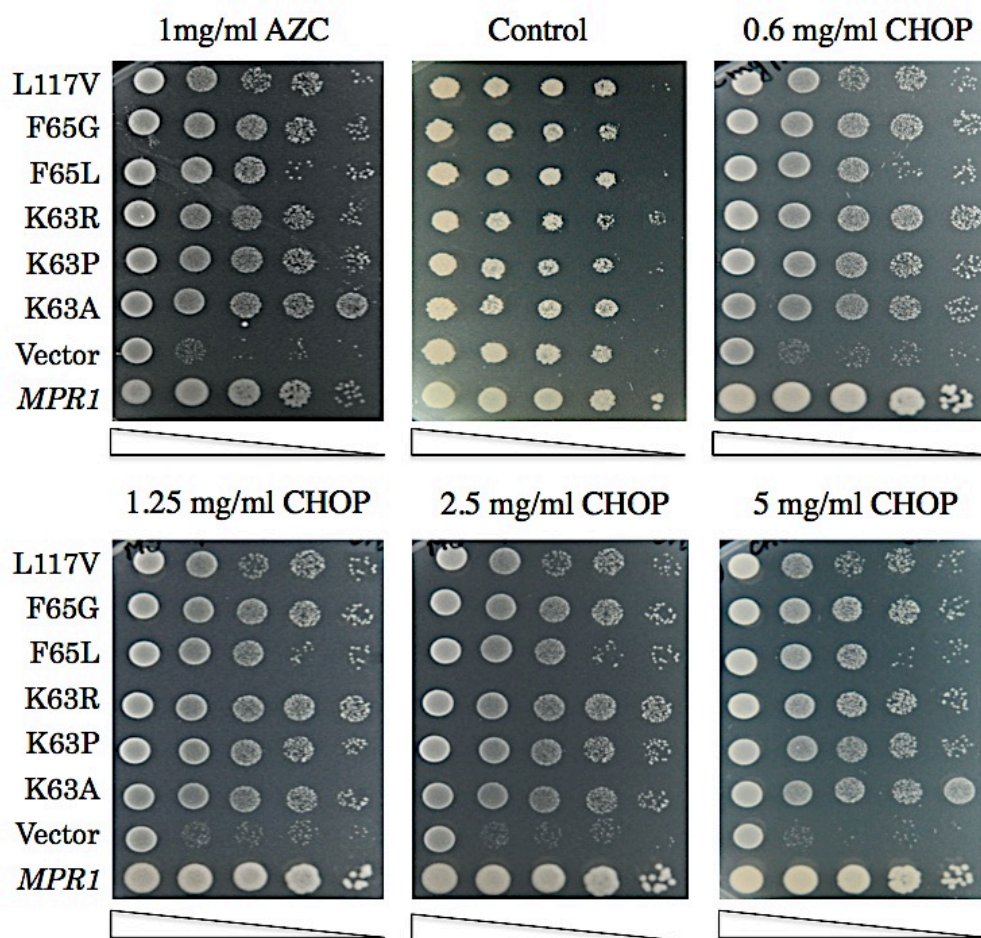 1mg/ml AZC
Control
0.6 mg/ml CHOP
L117V
F65G
F65L
K63R
K63P
K63A
Vector
MPR1
1.25 mg/ml CHOP
2.5 mg/ml CHOP
5 mg/ml CHOP
L117V
F65G
F65L
K63R
K63P
K63A
Vector
MPR1